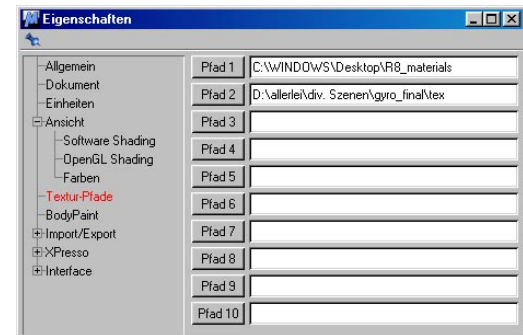 Eigenschaften
Allgemein
Dokument
Einheiten
Ansicht
Software Shading
OpenGL Shading
Farben
Textur-Pfade
BodyPaint
Import/Export
XPresso
Interface
Pfad 1 C:\WINDOWS\Desktop\R8_materials
Pfad 2 D:\allerlei\div. Szenen\gyro_final\tex
Pfad 3
Pfad 4
Pfad 5
Pfad 6
Pfad 7
Pfad 8
Pfad 9
Pfad 10